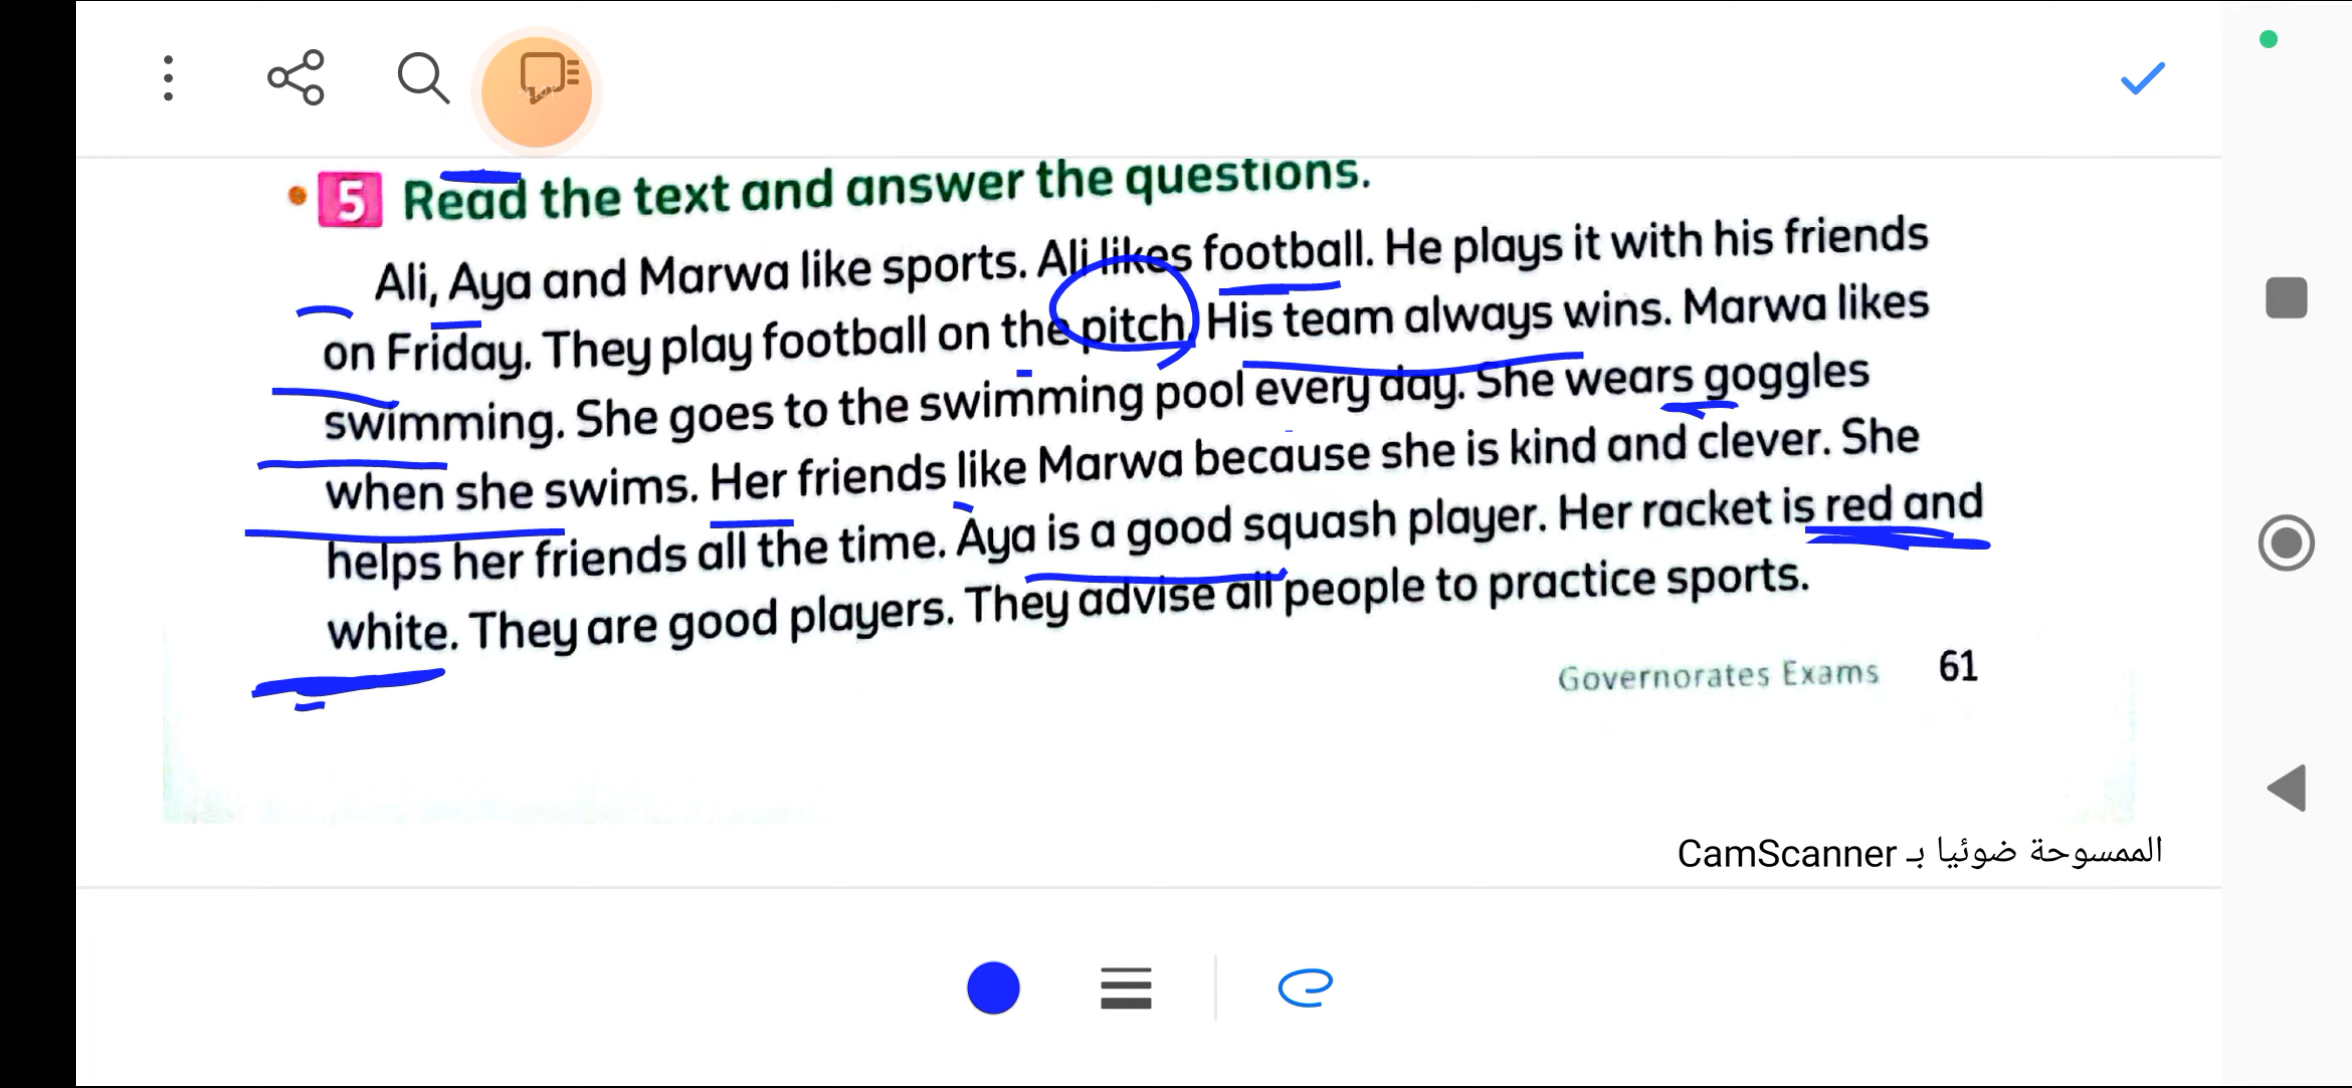 5 Read the text and answer the questions.
Ali, Aya and Marwa like sports. Ali likes football. He plays it with his friends
on Friday. They play football on the pitch. His team always wins. Marwa likes
swimming. She goes to the swimming pool every day. She wears goggles
when she swims. Her friends like Marwa because she is kind and clever. She
helps her friends all the time. Aya is a good squash player. Her racket is red and
white. They are good players. They advise all people to practice sports.
Governorates Exams 61
الممسوحة ضوئيا بـ CamScanner